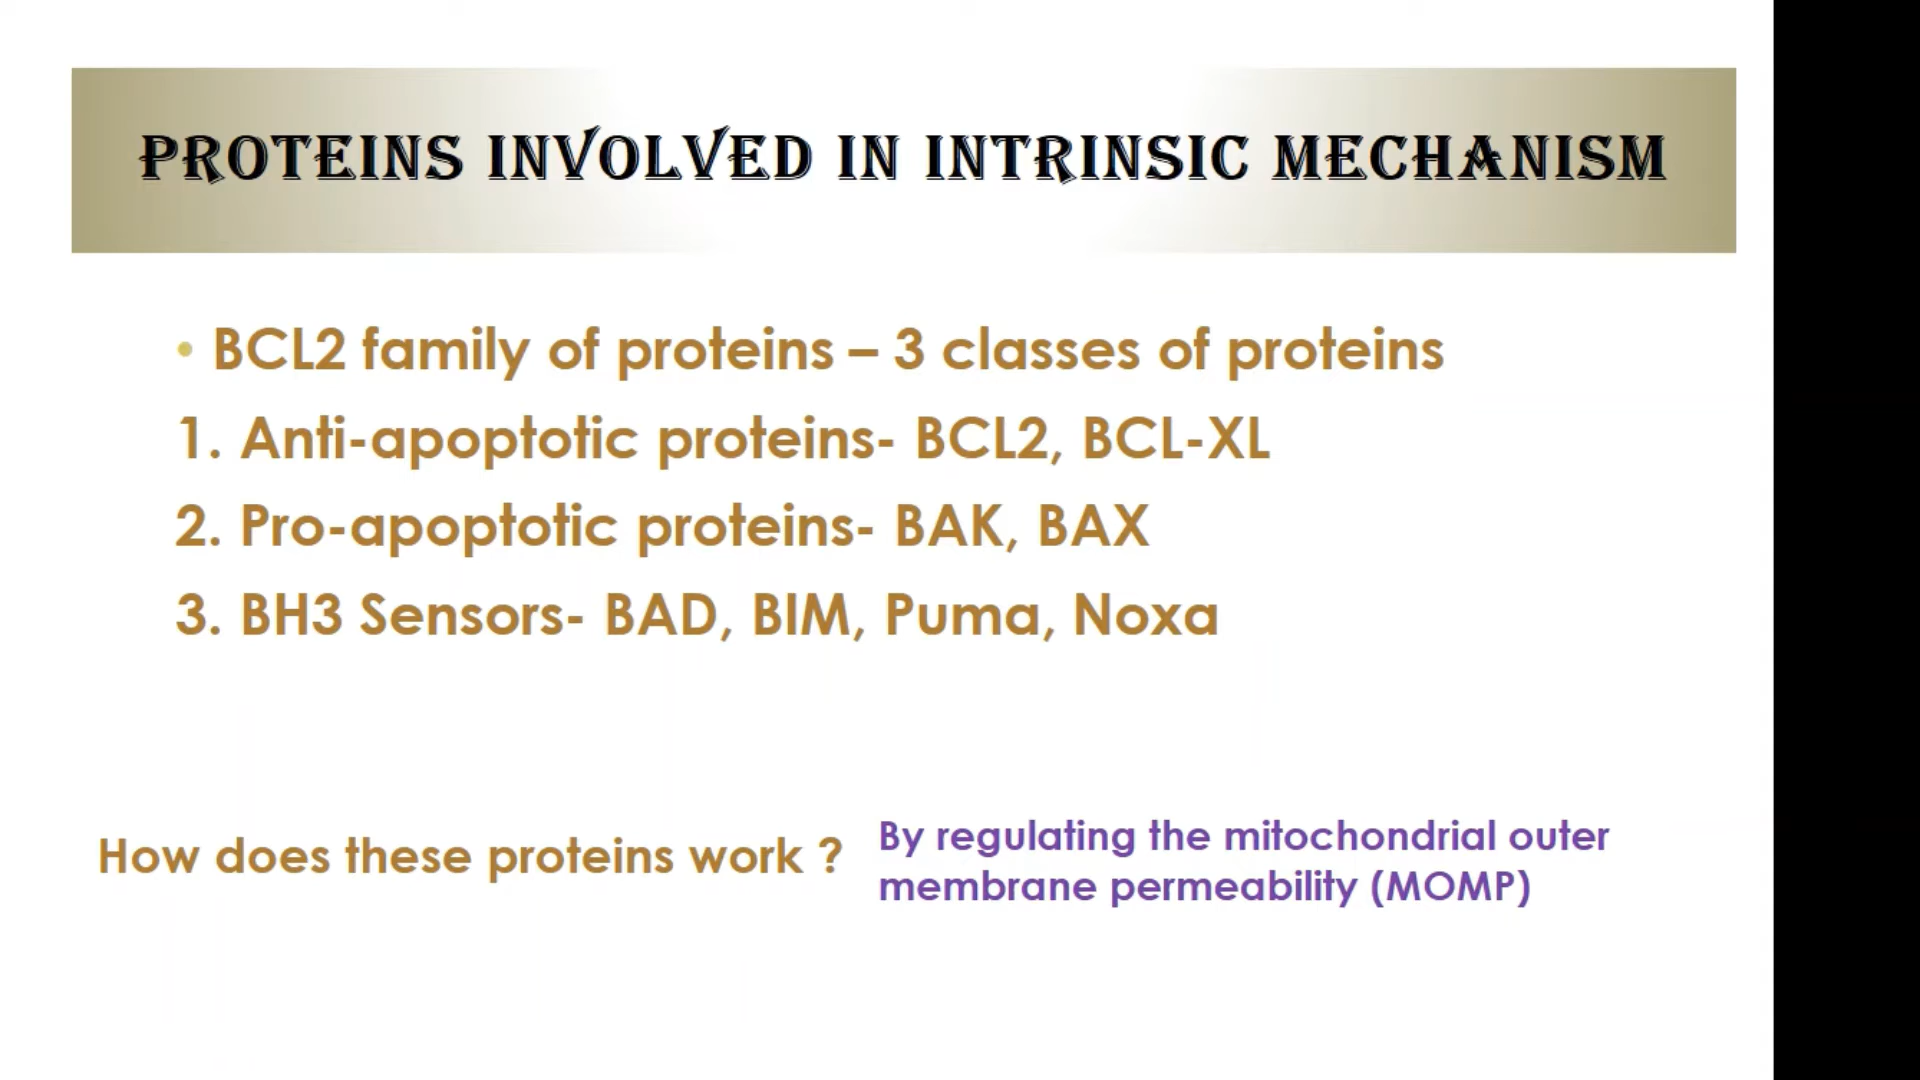 PROTEINS INVOLVED IN INTRINSIC MECHANISM
• BCL2 family of proteins – 3 classes of proteins
1. Anti-apoptotic proteins- BCL2, BCL-XL
2. Pro-apoptotic proteins- BAK, BAX
3. BH3 Sensors- BAD, BIM, Puma, Noxa
How does these proteins work ?
By regulating the mitochondrial outer
membrane permeability (MOMP)